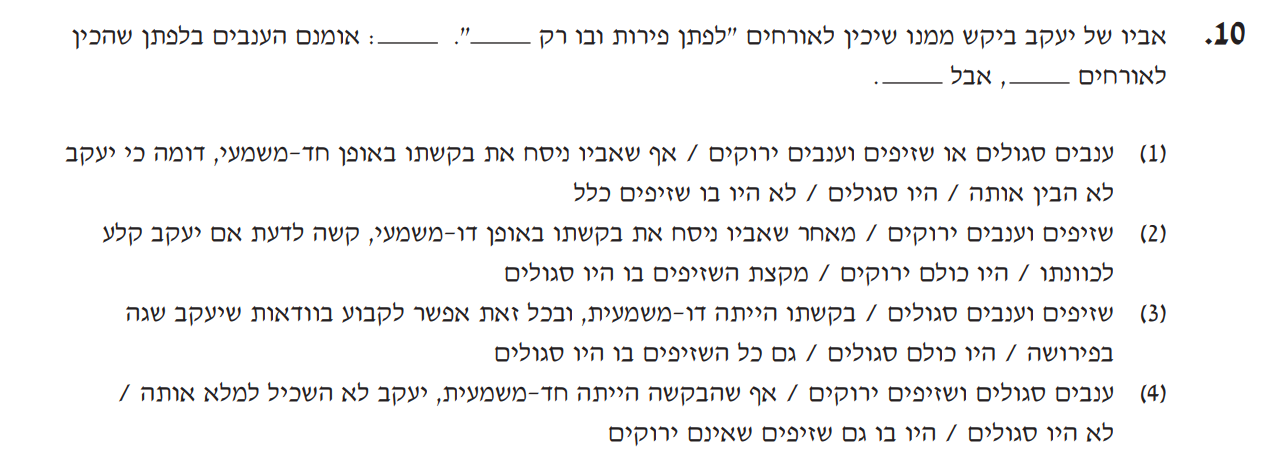 10. אביו של יעקב ביקש ממנו שיכין לאורחים "לפתן פירות ובו רק _____". _____: אומנם הענבים בלפתן שהכין
לאורחים _____, אבל _____.
(1) ענבים סגולים או שזיפים וענבים ירוקים / אף שאביו ניסח את בקשתו באופן חד-משמעי, דומה כי יעקב
לא הבין אותה / היו סגולים / לא היו בו שזיפים כלל
(2) שזיפים וענבים ירוקים / מאחר שאביו ניסח את בקשתו באופן דו-משמעי, קשה לדעת אם יעקב קלע
לכוונתו / היו כולם ירוקים / מקצת השזיפים בו היו סגולים
(3) שזיפים וענבים סגולים / בקשתו הייתה דו-משמעית, ובכל זאת אפשר לקבוע בוודאות שיעקב שגה
בפירושה / היו כולם סגולים / גם כל השזיפים בו היו סגולים
(4) ענבים סגולים ושזיפים ירוקים / אף שהבקשה הייתה חד-משמעית, יעקב לא השכיל למלא אותה /
לא היו סגולים / היו בו גם שזיפים שאינם ירוקים